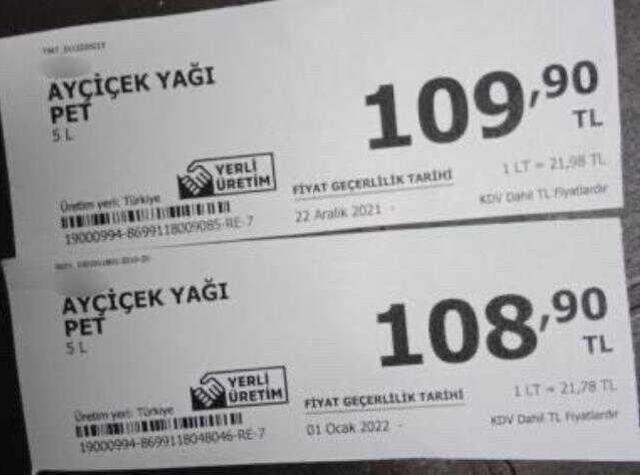 AYÇİÇEK YAĞI
PET
5 L
109,90
TL
1 LT = 21,98 TL
YERLİ
ÜRETİM
FİYAT GEÇERLİLİK TARİHİ
KDV Dahil TL Fiyatlarıdır
Üretim yeri: Türkiye
22 Aralık 2021 -
19000994-8699118009085-RE-7
AYÇİÇEK YAĞI
PET
5 L
108,90
TL
1 LT = 21,78 TL
YERLİ
ÜRETİM
FİYAT GEÇERLİLİK TARİHİ
KDV Dahil TL Fiyatlarıdır
Üretim yeri: Türkiye
01 Ocak 2022 -
19000994-8699118048046-RE-7